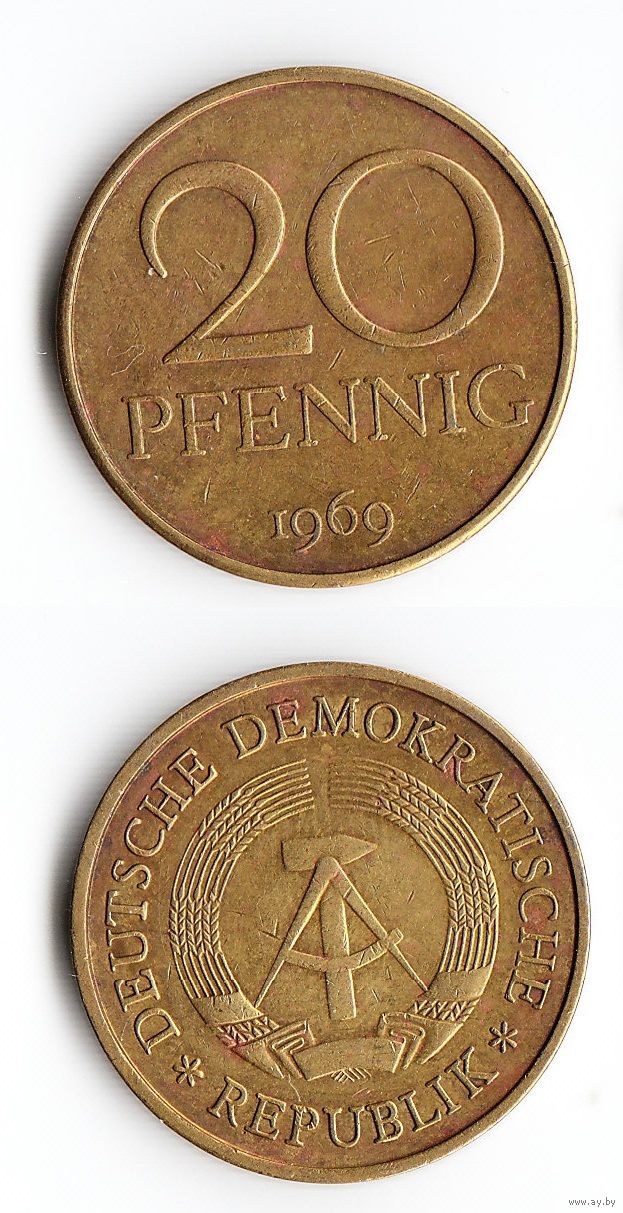 20
PFENNIG
1969
DEUTSCHE DEMOKRATISCHE
* REPUBLIK *
www.ay.by